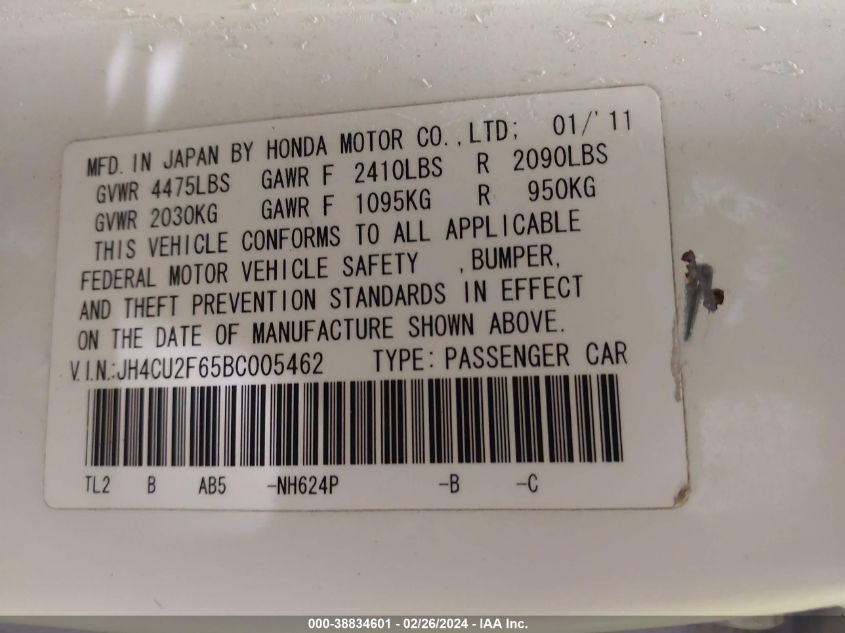 MFD. IN JAPAN BY HONDA MOTOR CO.,LTD; 01/'11
GVWR 4475LBS GAWR F 2410LBS R 2090LBS
GVWR 2030KG GAWR F 1095KG R 950KG
THIS VEHICLE CONFORMS TO ALL APPLICABLE
FEDERAL MOTOR VEHICLE SAFETY ,BUMPER,
AND THEFT PREVENTION STANDARDS IN EFFECT
ON THE DATE OF MANUFACTURE SHOWN ABOVE.
V.I.N.:JH4CU2F65BC005462 TYPE: PASSENGER CAR
TL2 B AB5 -NH624P -B -C
000-38834601 - 02/26/2024 - IAA Inc.